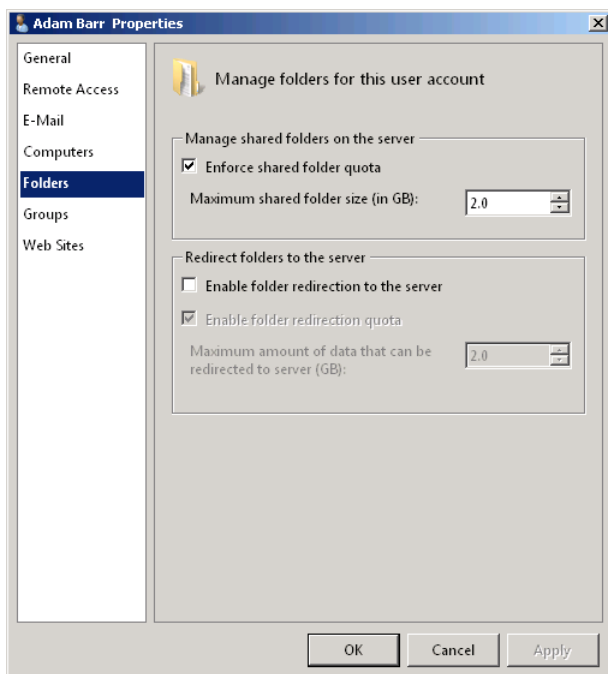 Adam Barr Properties
General
Remote Access
E-Mail
Computers
Folders
Groups
Web Sites
Manage folders for this user account
Manage shared folders on the server
Enforce shared folder quota
Maximum shared folder size (in GB): 2.0
Redirect folders to the server
Enable folder redirection to the server
Enable folder redirection quota
Maximum amount of data that can be
redirected to server (GB): 2.0
OK Cancel Apply